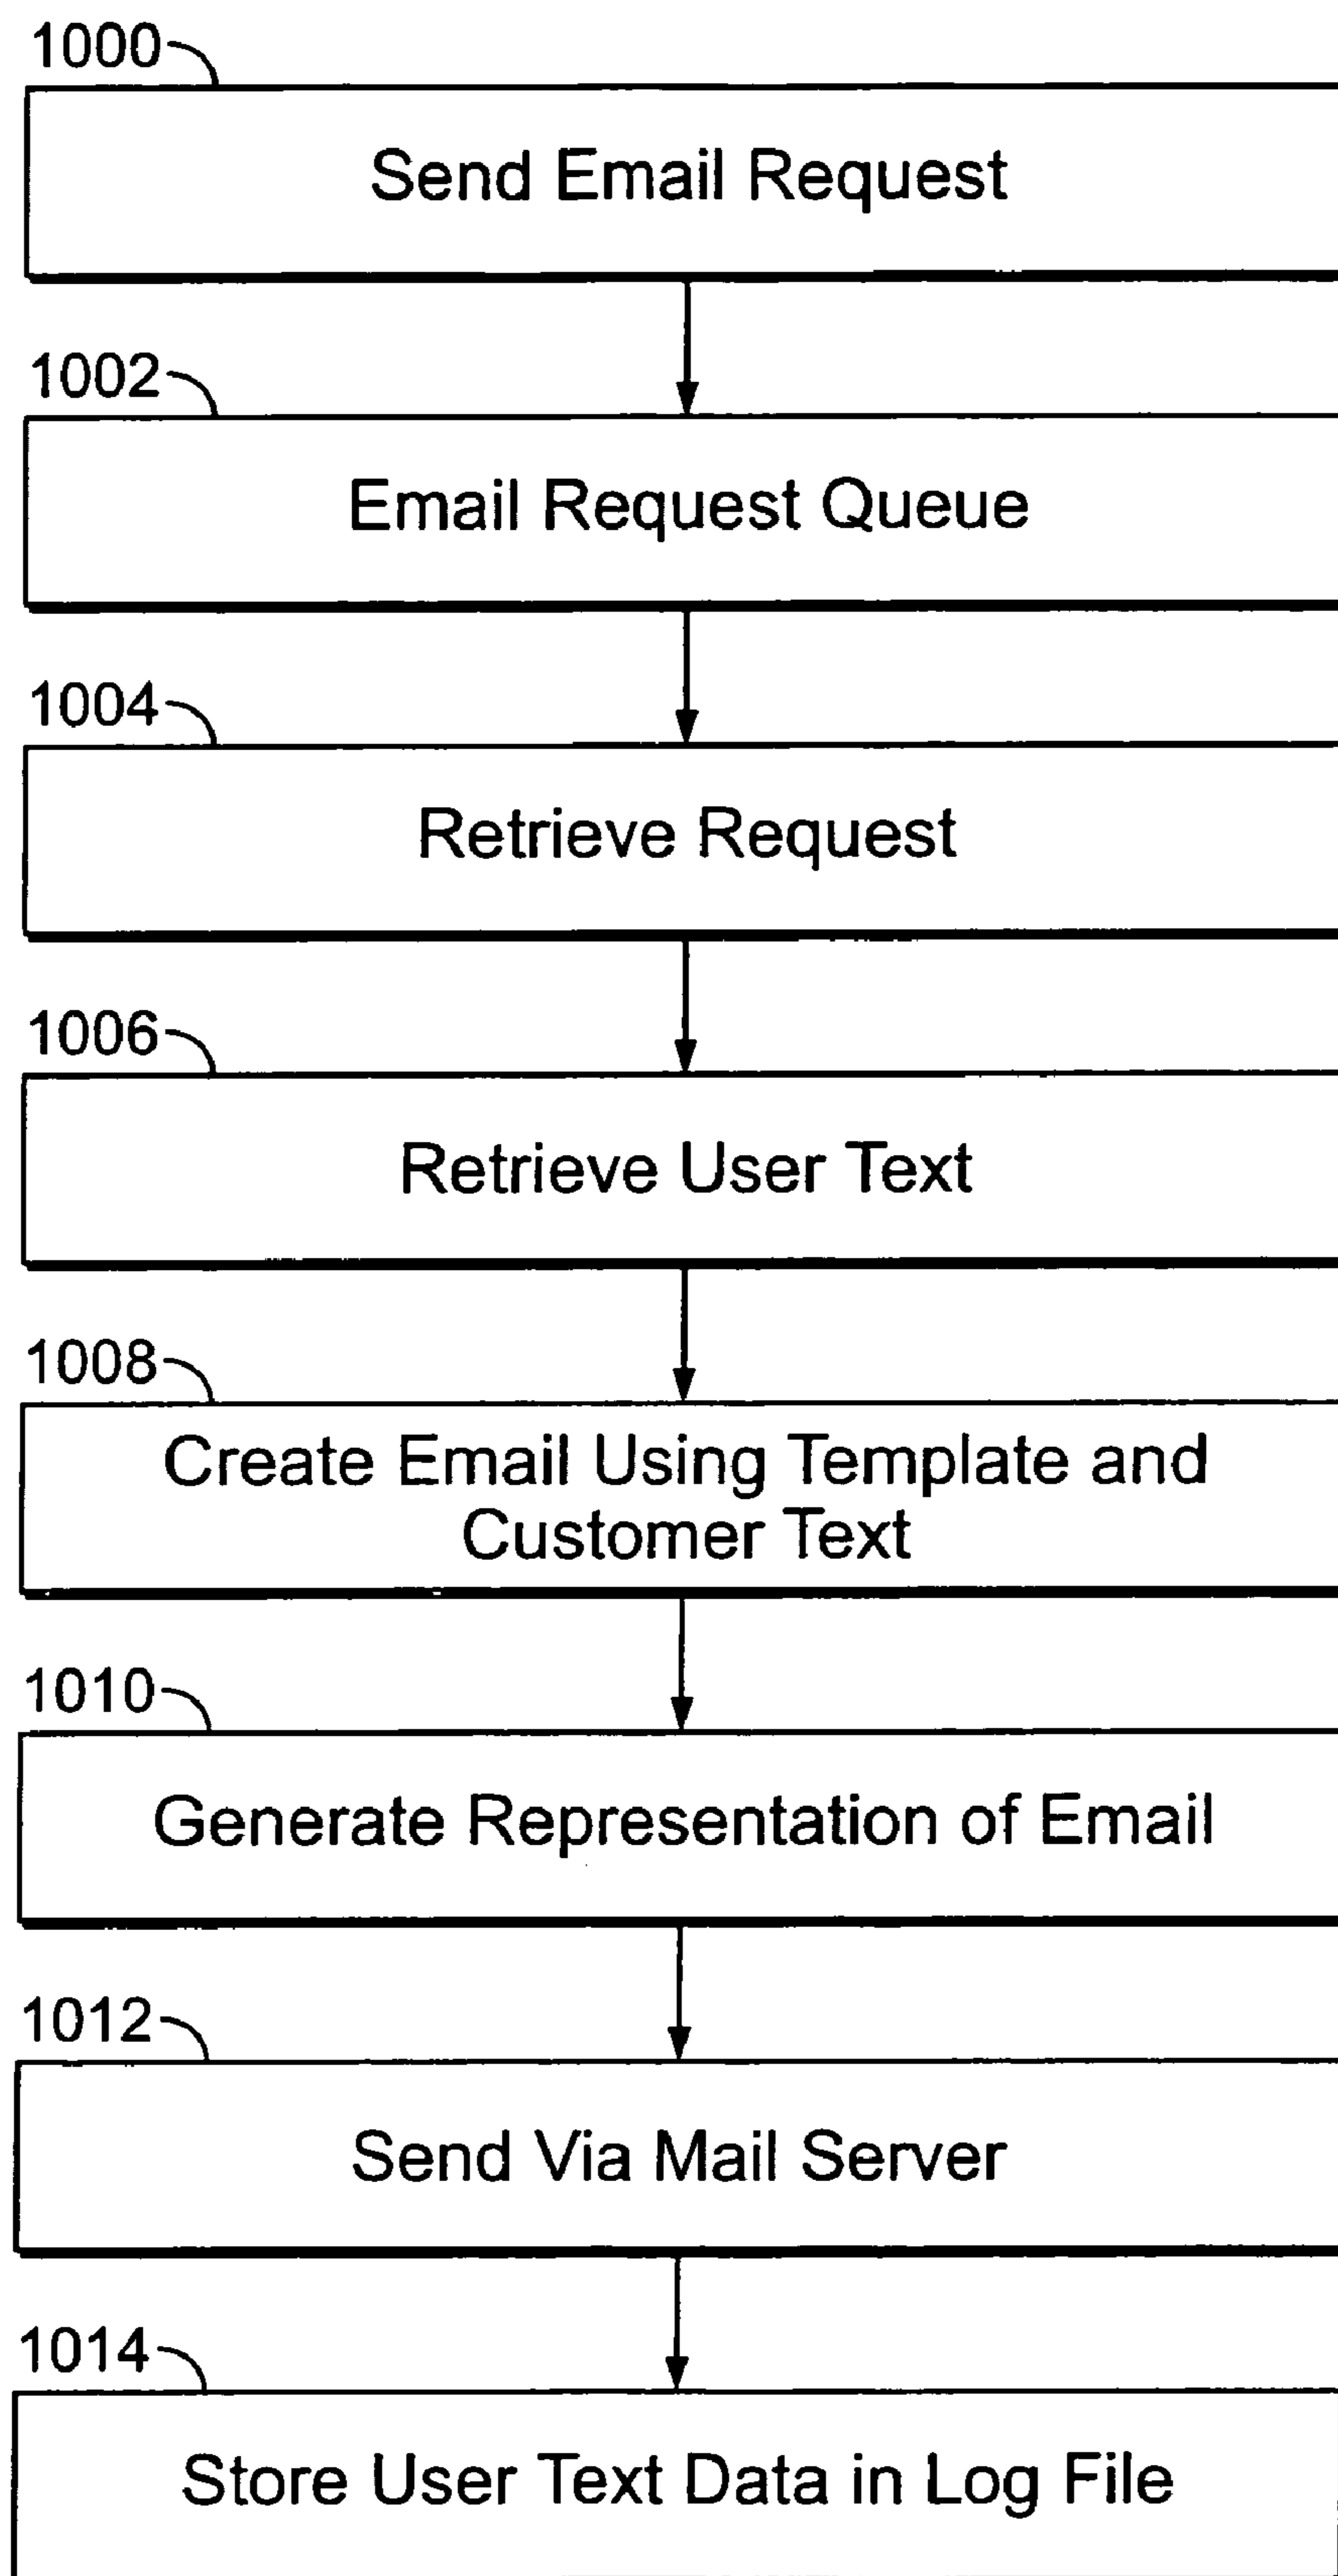 1000
Send Email Request
1002
Email Request Queue
1004
Retrieve Request
1006
Retrieve User Text
1008
Create Email Using Template and
Customer Text
1010
Generate Representation of Email
1012
Send Via Mail Server
1014
Store User Text Data in Log File